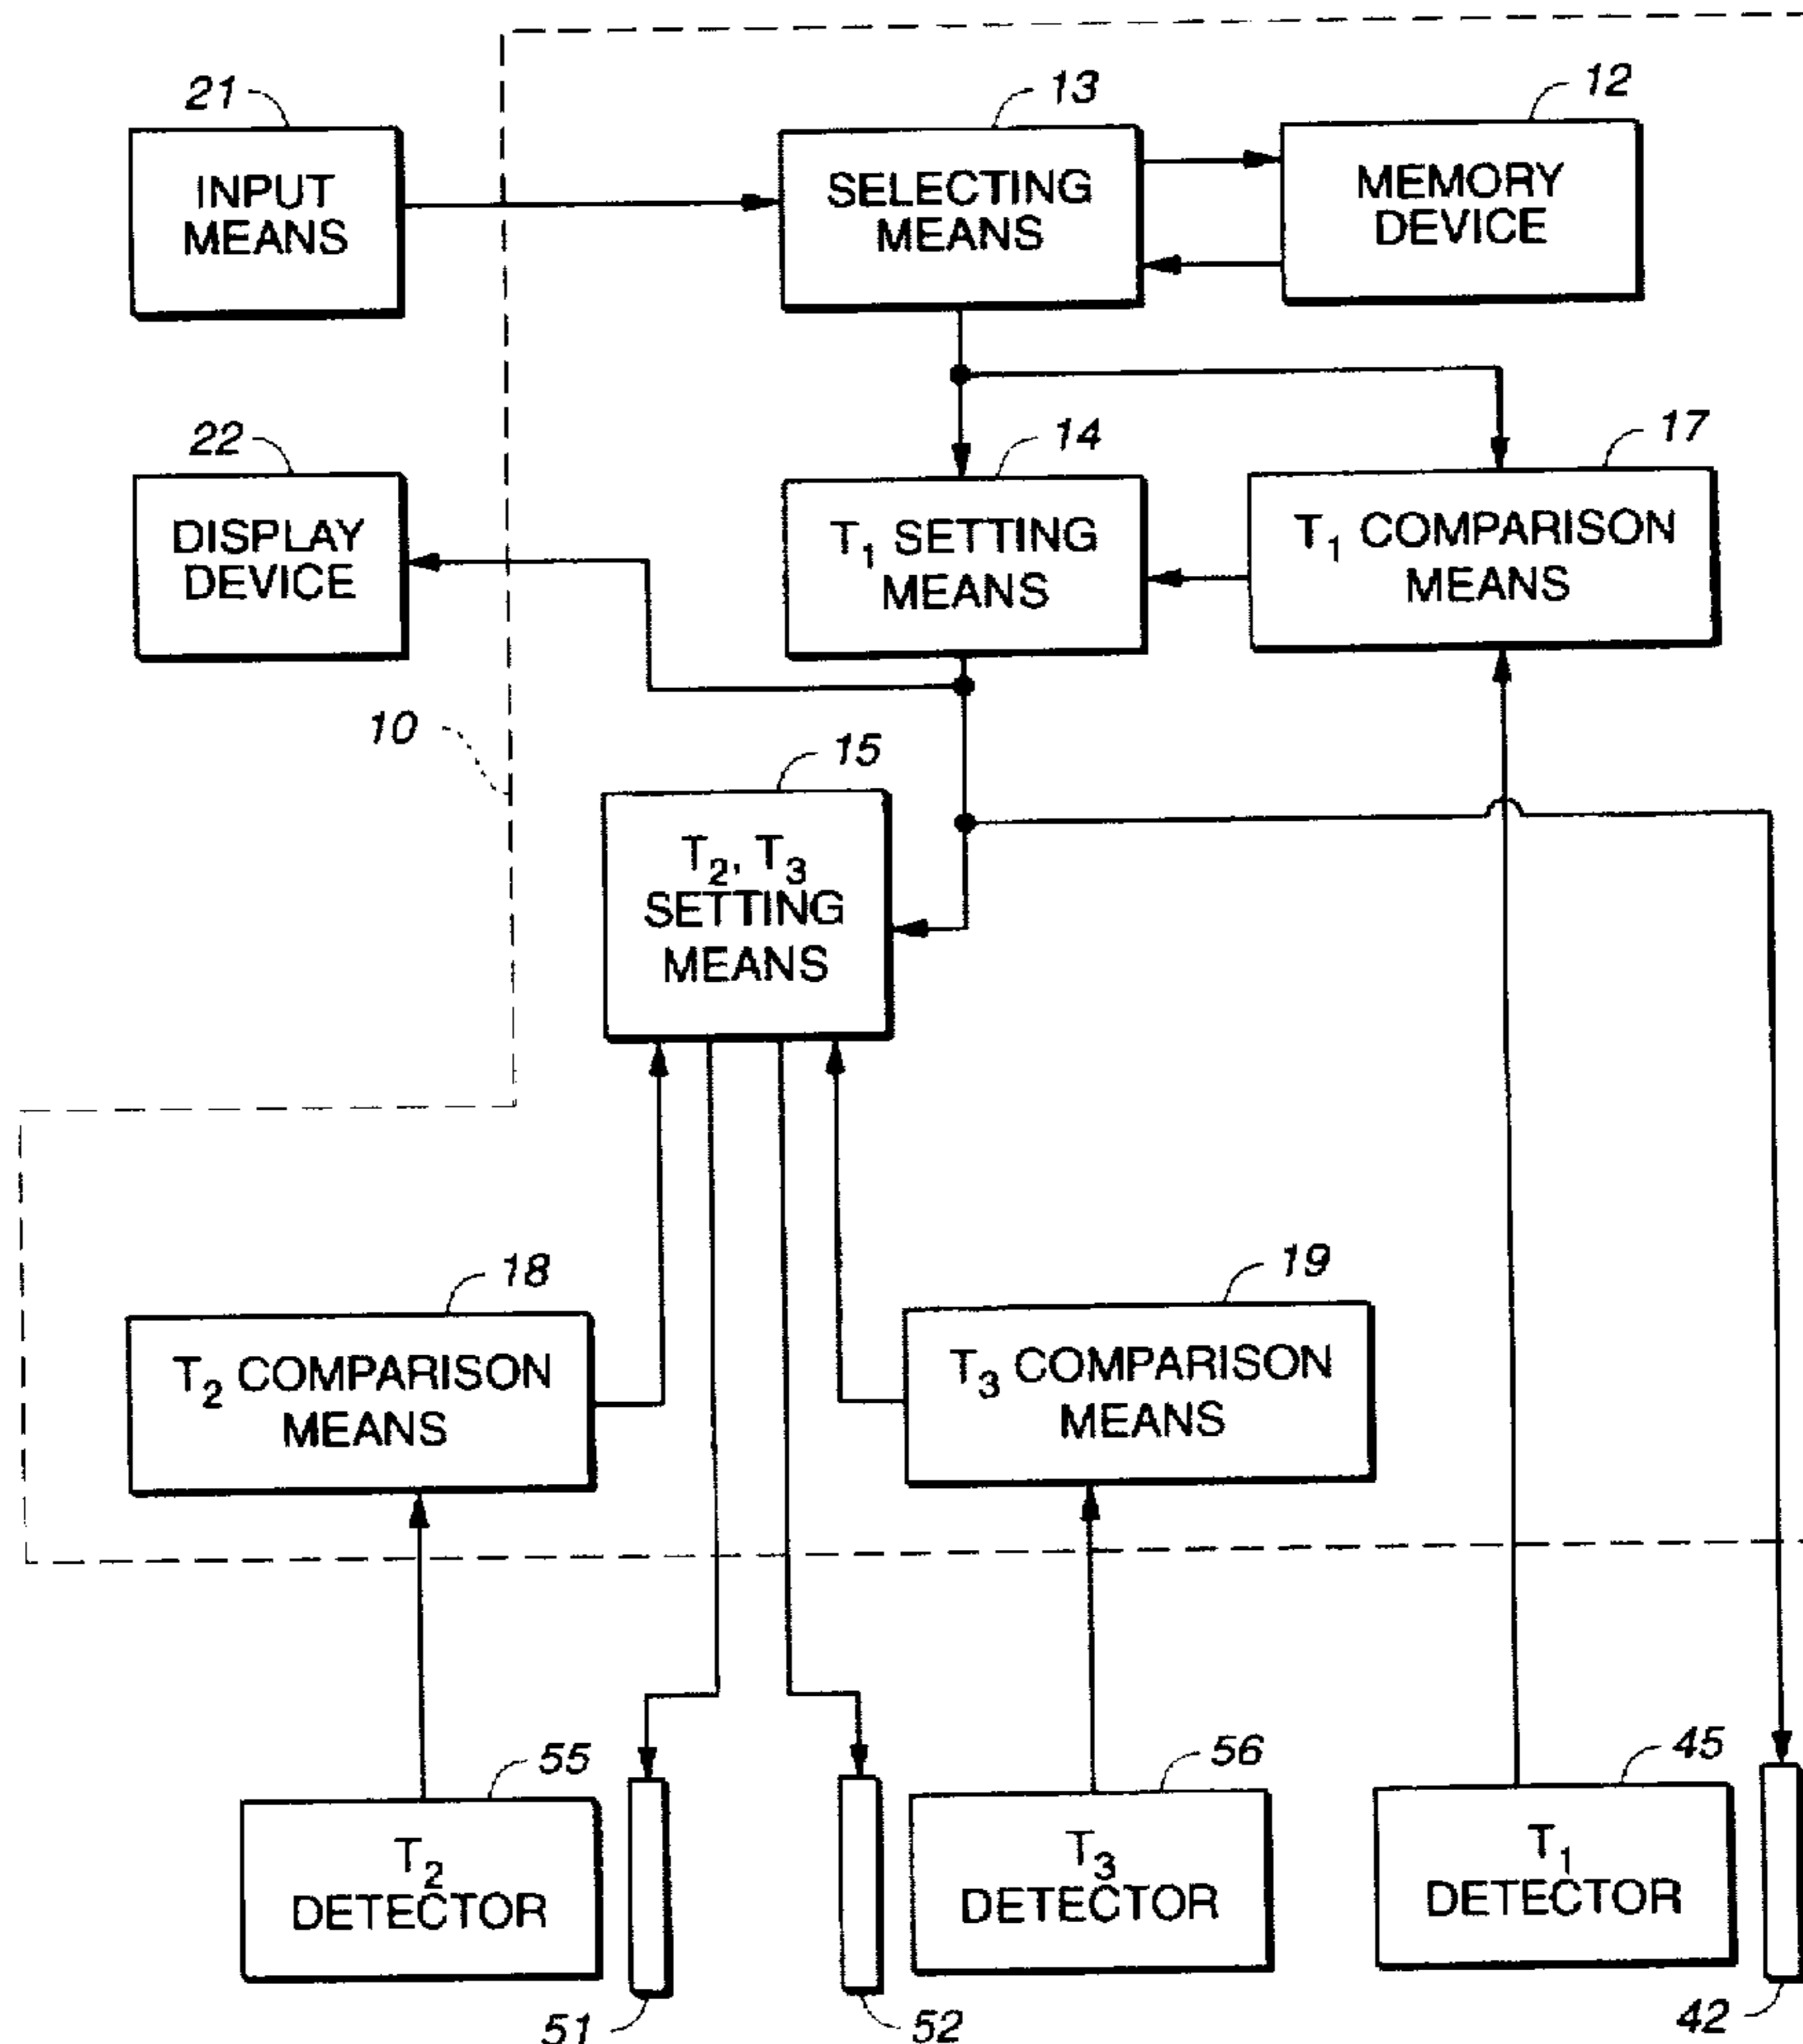 21
INPUT
MEANS
13
SELECTING
MEANS
12
MEMORY
DEVICE
22
DISPLAY
DEVICE
14
T1 SETTING
MEANS
17
T1 COMPARISON
MEANS
10
15
T2, T3
SETTING
MEANS
18
T2 COMPARISON
MEANS
19
T3 COMPARISON
MEANS
55
T2
DETECTOR
51
52
56
T3
DETECTOR
45
T1
DETECTOR
42